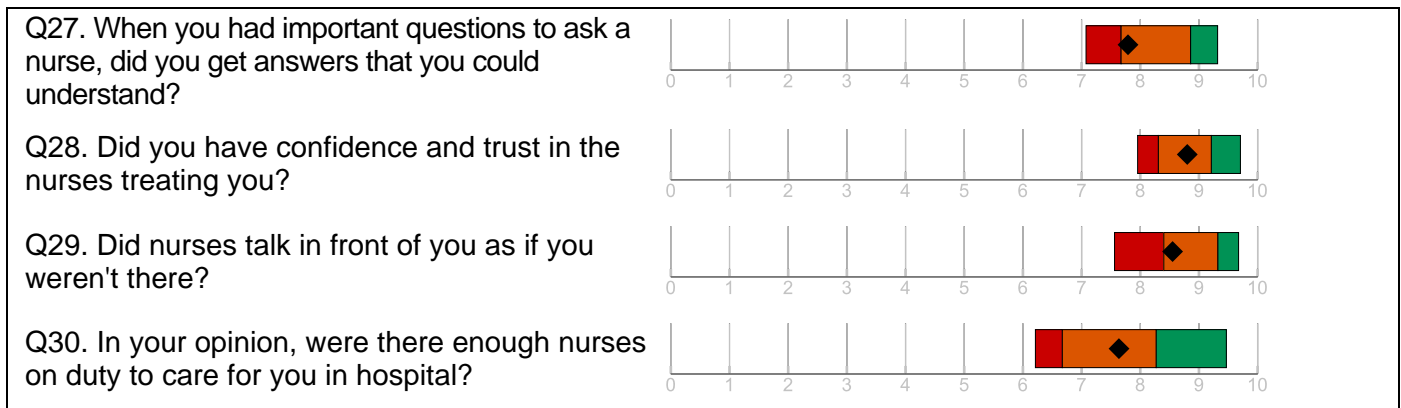 Q27. When you had important questions to ask a
nurse, did you get answers that you could
understand?
0 1 2 3 4 5 6 7 8 9 10
Q28. Did you have confidence and trust in the
nurses treating you?
0 1 2 3 4 5 6 7 8 9 10
Q29. Did nurses talk in front of you as if you
weren't there?
0 1 2 3 4 5 6 7 8 9 10
Q30. In your opinion, were there enough nurses
on duty to care for you in hospital?
0 1 2 3 4 5 6 7 8 9 10